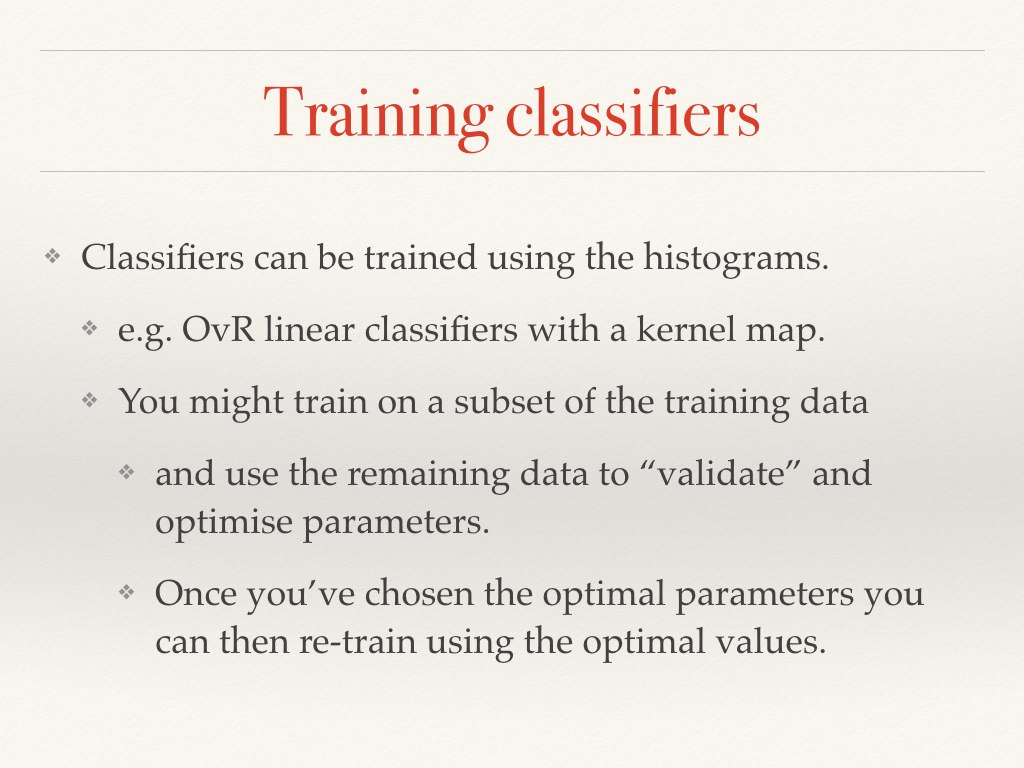 Training classifiers
❖ Classifiers can be trained using the histograms.
❖ e.g. OvR linear classifiers with a kernel map.
❖ You might train on a subset of the training data
❖ and use the remaining data to “validate” and
optimise parameters.
❖ Once you’ve chosen the optimal parameters you
can then re-train using the optimal values.